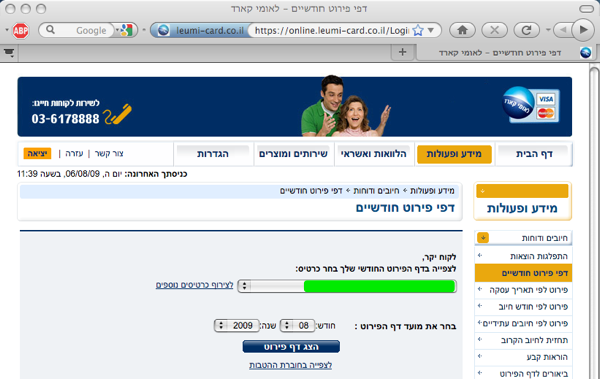 דפי פירוט חודשיים - לאומי קארד
ABP Google leumi-card.co.il https://online.leumi-card.co.il/Logi
דפי פירוט חודשיים - לאומי קארד
לשירות לקוחות חייגו:
03-6178888
לאומי קארד
VISA
MasterCard
דף הבית מידע ופעולות הלוואות ואשראי שירותים ומוצרים הגדרות צור קשר | עזרה | יציאה
כניסתך האחרונה: יום ה, 06/08/09, בשעה 11:39
מידע ופעולות
חיובים ודוחות
התפלגות הוצאות
דפי פירוט חודשיים
פירוט לפי תאריך עסקה
פירוט לפי חודש חיוב
פירוט לפי חיובים עתידיים
תחזית לחיוב הקרוב
הוראות קבע
ביאורים לדף הפירוט
מידע ופעולות › חיובים ודוחות › דפי פירוט חודשיים
דפי פירוט חודשיים
לקוח יקר,
לצפייה בדף הפירוט החודשי שלך בחר כרטיס:
לצירוף כרטיסים נוספים
בחר את מועד דף הפירוט : חודש: 08 שנה: 2009
הצג דף פירוט
לצפייה בחוברת ההטבות